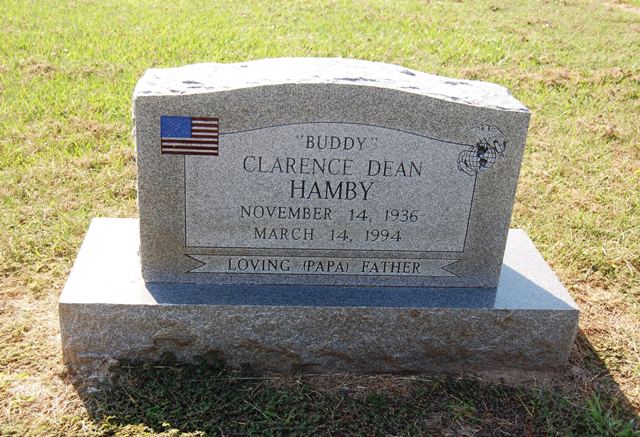 "BUDDY"
CLARENCE DEAN
HAMBY
NOVEMBER 14, 1936
MARCH 14, 1994
LOVING (PAPA) FATHER